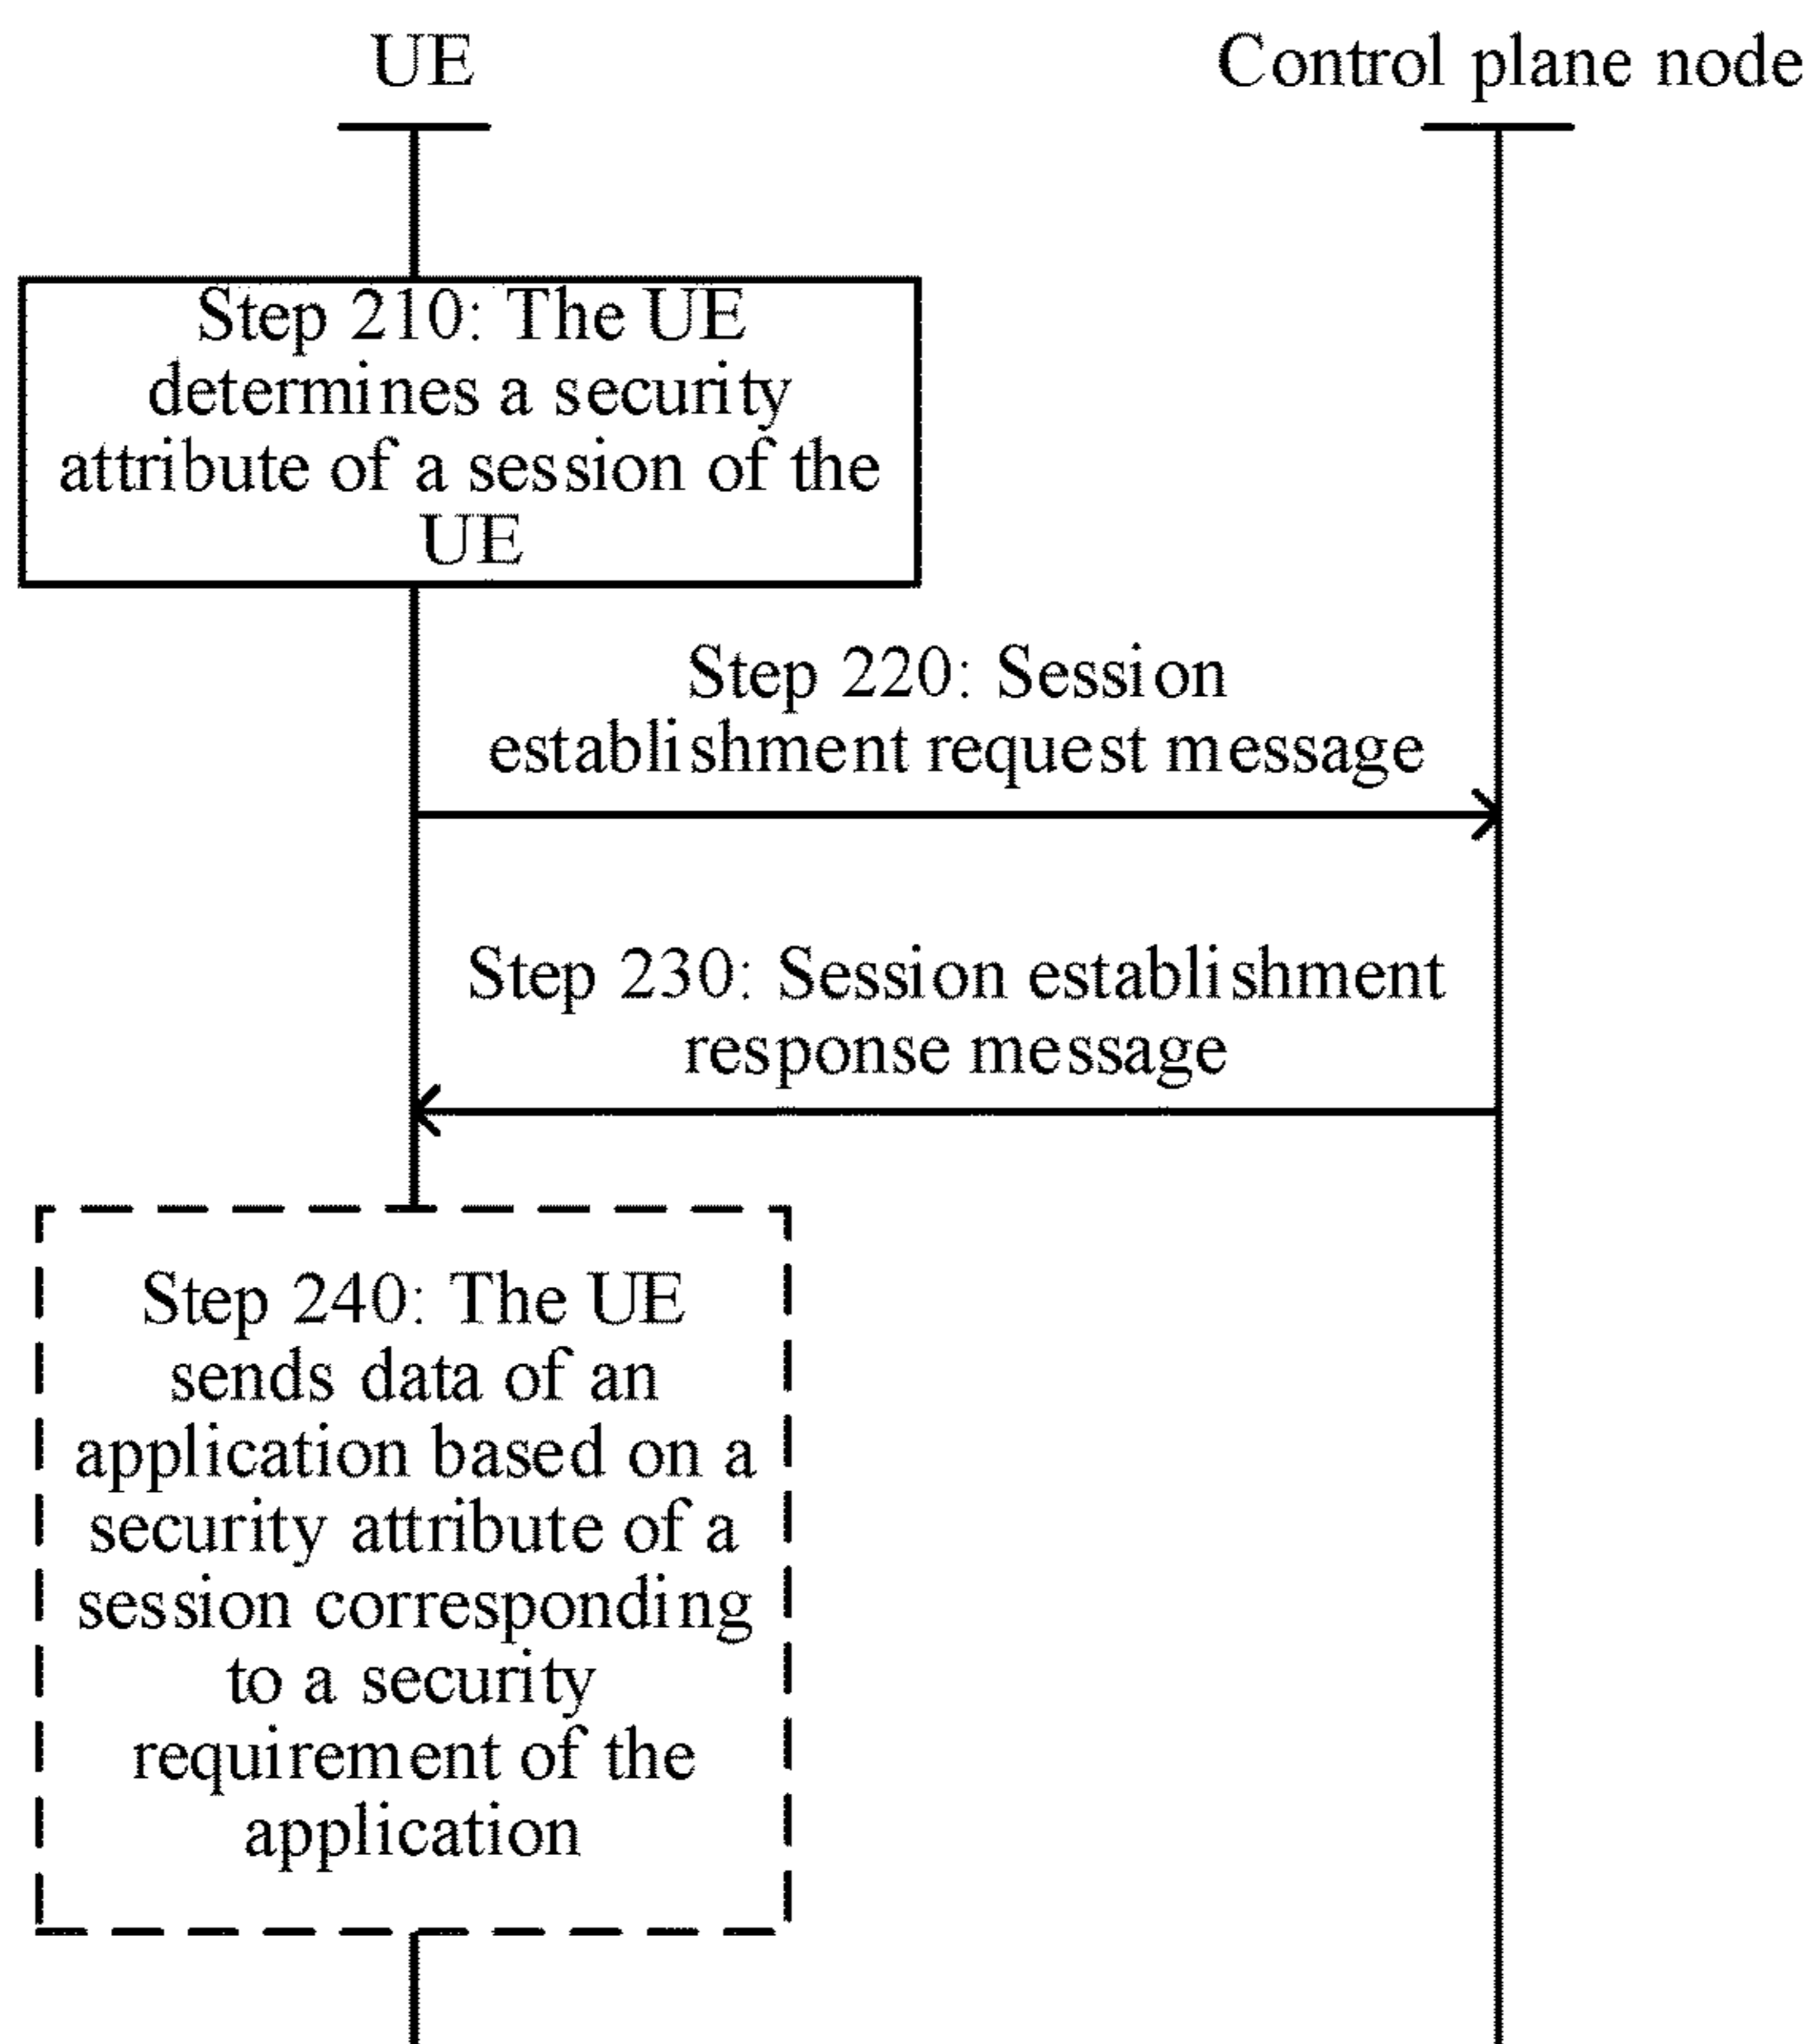 UE
Control plane node
Step 210: The UE
determines a security
attribute of a session of the
UE
Step 220: Session
establishment request message
Step 230: Session establishment
response message
Step 240: The UE
sends data of an
application based on a
security attribute of a
session corresponding
to a security
requirement of the
application